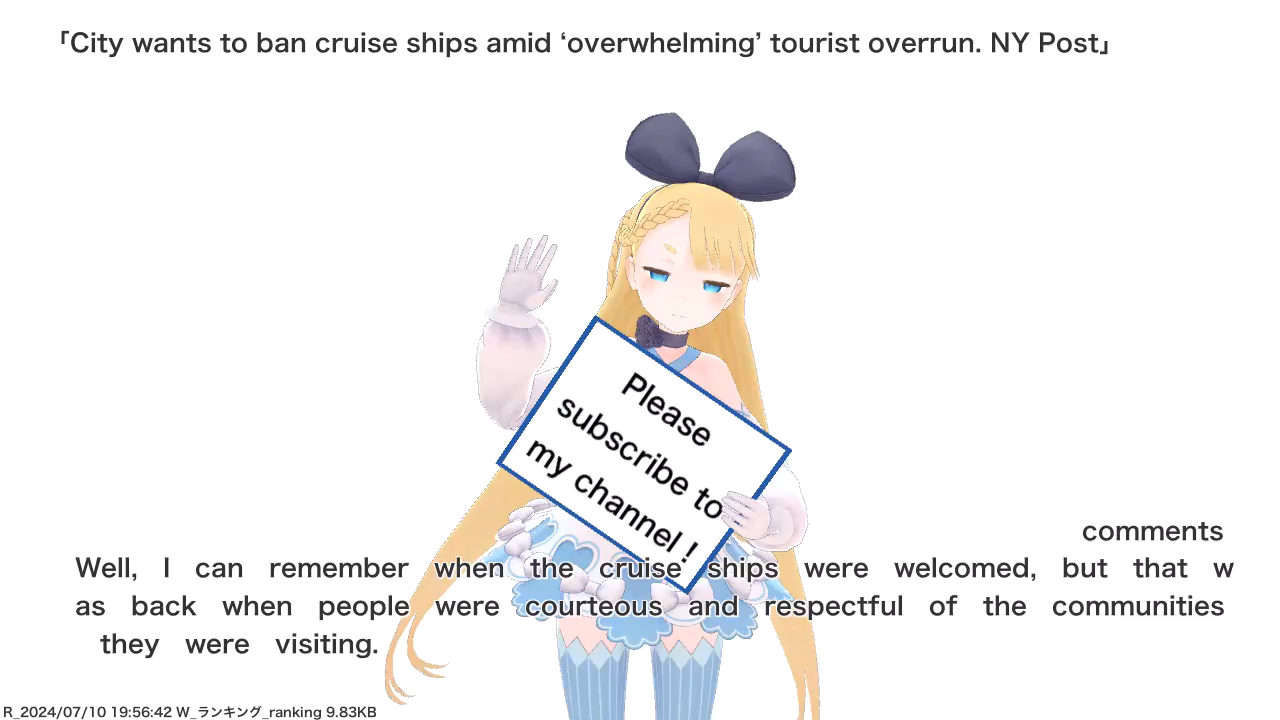 「City wants to ban cruise ships amid ‘overwhelming’ tourist overrun. NY Post」
Please
subscribe to
my channel !
comments
Well, I can remember when the cruise ships were welcomed, but that w
as back when people were courteous and respectful of the communities
they were visiting.
R_2024/07/10 19:56:42 W_ランキング_ranking 9.83KB